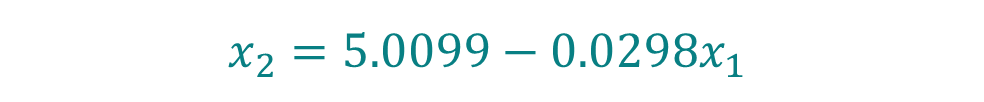 x₂ = 5.0099 − 0.0298x₁